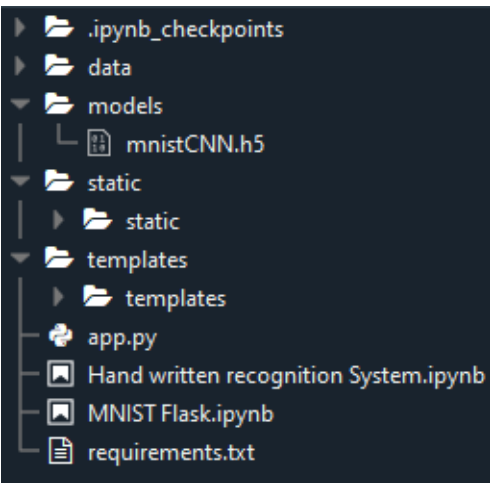 .ipynb_checkpoints
data
models
mnistCNN.h5
static
static
templates
templates
app.py
Hand written recognition System.ipynb
MNIST Flask.ipynb
requirements.txt